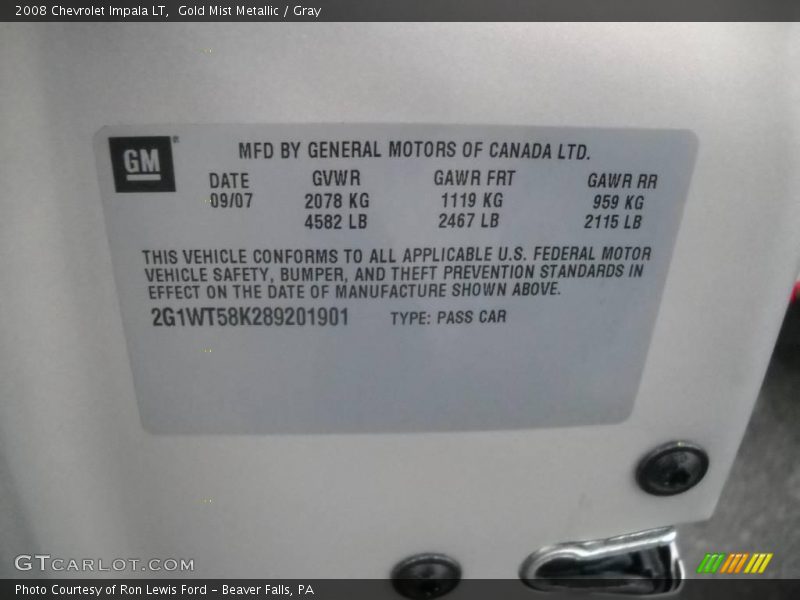 2008 Chevrolet Impala LT,  Gold Mist Metallic / Gray
GM®
MFD BY GENERAL MOTORS OF CANADA LTD.
DATE GVWR GAWR FRT GAWR RR
09/07 2078 KG 1119 KG 959 KG
4582 LB 2467 LB 2115 LB
THIS VEHICLE CONFORMS TO ALL APPLICABLE U.S. FEDERAL MOTOR
VEHICLE SAFETY, BUMPER, AND THEFT PREVENTION STANDARDS IN
EFFECT ON THE DATE OF MANUFACTURE SHOWN ABOVE.
2G1WT58K289201901 TYPE: PASS CAR
GTCARLOT.COM
Photo Courtesy of Ron Lewis Ford - Beaver Falls, PA